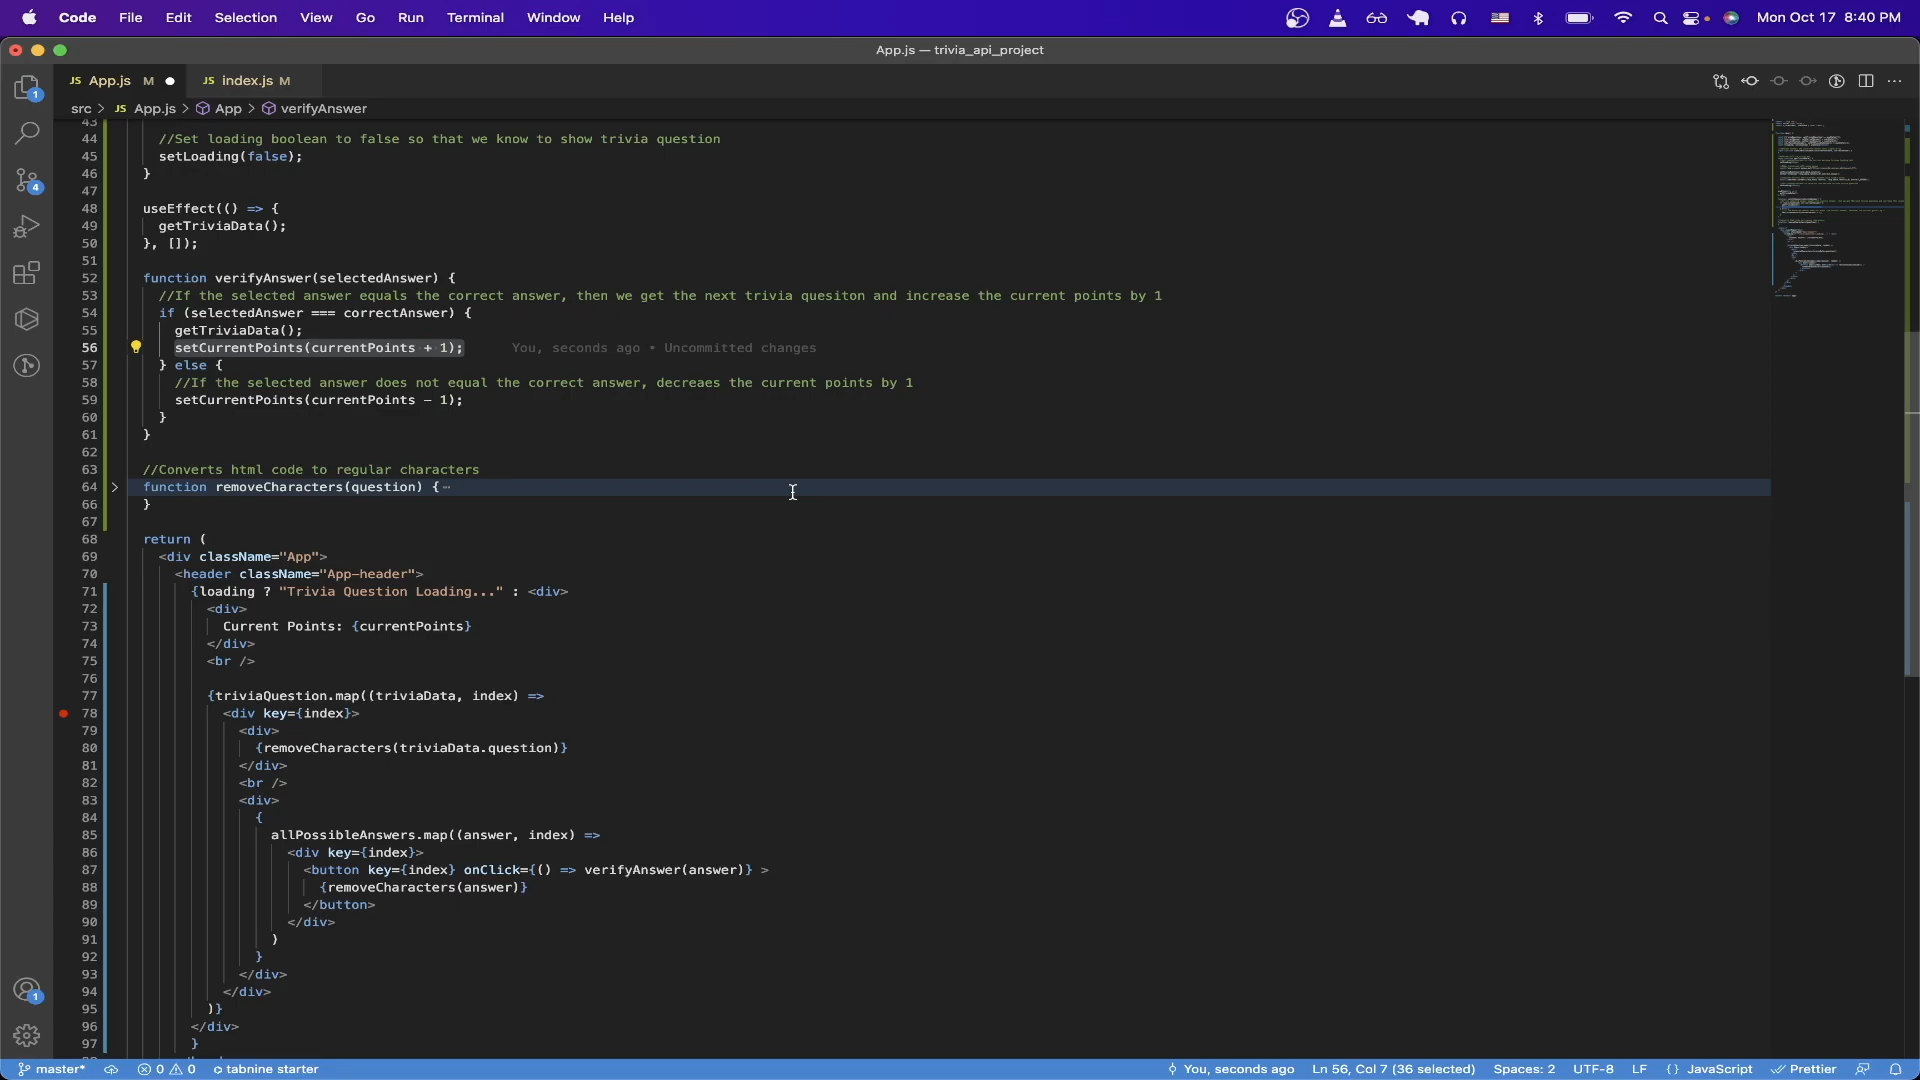 Code File Edit Selection View Go Run Terminal Window Help Mon Oct 17 8:40 PM
App.js — trivia_api_project
JS App.js M JS index.js M
src > JS App.js > App > verifyAnswer
43
44 //Set loading boolean to false so that we know to show trivia question
45 setLoading(false);
46 }
47
48 useEffect(() => {
49 getTriviaData();
50 }, []);
51
52 function verifyAnswer(selectedAnswer) {
53 //If the selected answer equals the correct answer, then we get the next trivia quesiton and increase the current points by 1
54 if (selectedAnswer === correctAnswer) {
55 getTriviaData();
56 setCurrentPoints(currentPoints + 1); You, seconds ago • Uncommitted changes
57 } else {
58 //If the selected answer does not equal the correct answer, decreaes the current points by 1
59 setCurrentPoints(currentPoints - 1);
60 }
61 }
62
63 //Converts html code to regular characters
64 function removeCharacters(question) {⋯
66 }
67
68 return (
69 <div className="App">
70 <header className="App-header">
71 {loading ? "Trivia Question Loading..." : <div>
72 <div>
73 Current Points: {currentPoints}
74 </div>
75 <br />
76
77 {triviaQuestion.map((triviaData, index) =>
78 <div key={index}>
79 <div>
80 {removeCharacters(triviaData.question)}
81 </div>
82 <br />
83 <div>
84 {
85 allPossibleAnswers.map((answer, index) =>
86 <div key={index}>
87 <button key={index} onClick={() => verifyAnswer(answer)} >
88 {removeCharacters(answer)}
89 </button>
90 </div>
91 )
92 }
93 </div>
94 </div>
95 )}
96 </div>
97 }
1
4
1
master* 0 0 tabnine starter You, seconds ago Ln 56, Col 7 (36 selected) Spaces: 2 UTF-8 LF {} JavaScript Prettier